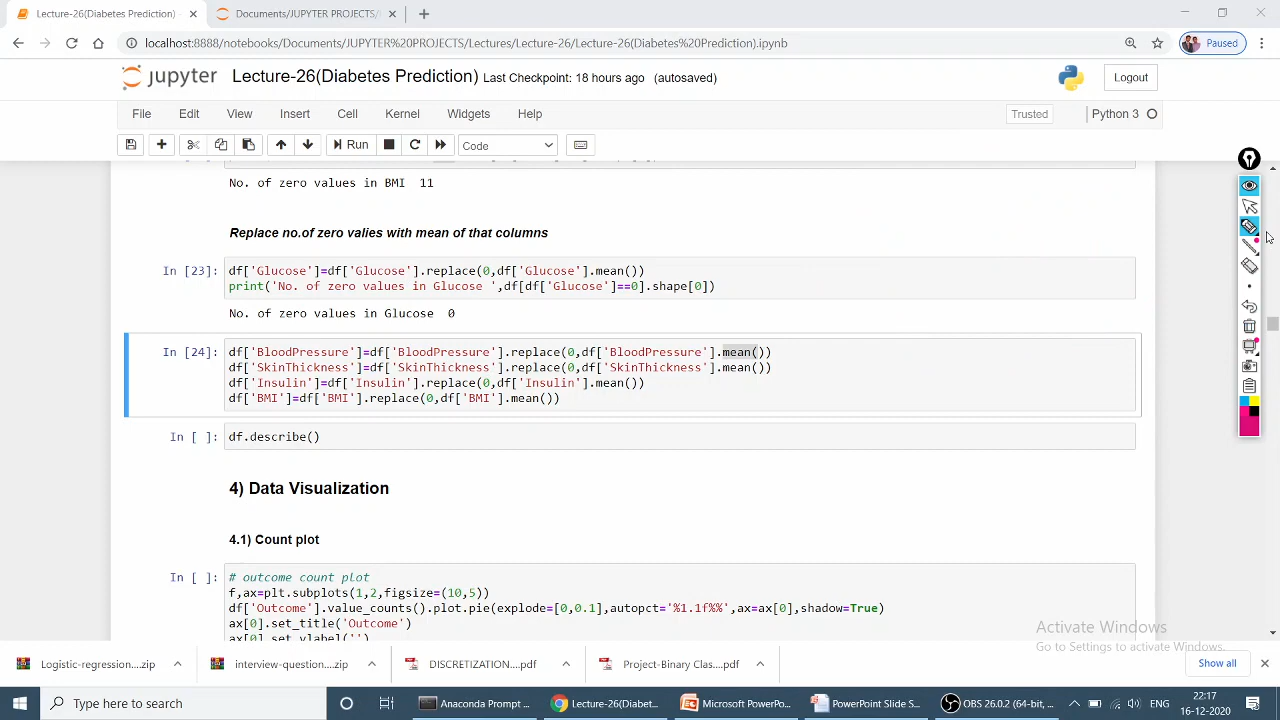 Lecture-26(Diabetes Prediction)
Documents/JUPYTER PROJECTS/
localhost:8888/notebooks/Documents/JUPYTER%20PROJECTS/Lectures/Lecture-26/Lecture-26(Diabetes%20Prediction).ipynb
Paused
jupyter Lecture-26(Diabetes Prediction) Last Checkpoint: 18 hours ago (autosaved)
Logout
File Edit View Insert Cell Kernel Widgets Help
Trusted
Python 3
Run
Code
No. of zero values in BMI 11
Replace no.of zero valies with mean of that columns
In [23]: df['Glucose']=df['Glucose'].replace(0,df['Glucose'].mean())
print('No. of zero values in Glucose ',df[df['Glucose']==0].shape[0])
No. of zero values in Glucose 0
In [24]: df['BloodPressure']=df['BloodPressure'].replace(0,df['BloodPressure'].mean())
df['SkinThickness']=df['SkinThickness'].replace(0,df['SkinThickness'].mean())
df['Insulin']=df['Insulin'].replace(0,df['Insulin'].mean())
df['BMI']=df['BMI'].replace(0,df['BMI'].mean())
In [ ]: df.describe()
4) Data Visualization
4.1) Count plot
In [ ]: # outcome count plot
f,ax=plt.subplots(1,2,figsize=(10,5))
df['Outcome'].value_counts().plot.pie(explode=[0,0.1],autopct='%1.1f%%',ax=ax[0],shadow=True)
ax[0].set_title('Outcome')
ax[0].set_ylabel('')
Activate Windows
Go to Settings to activate Windows.
Logistic-regression....zip
interview-question....zip
DISCRETIZATION....pdf
Project-Binary Clas....pdf
Show all
Type here to search
Anaconda Prompt ...
Lecture-26(Diabet...
Microsoft PowerPo...
PowerPoint Slide S...
OBS 26.0.2 (64-bit, ...
ENG
22:17
16-12-2020